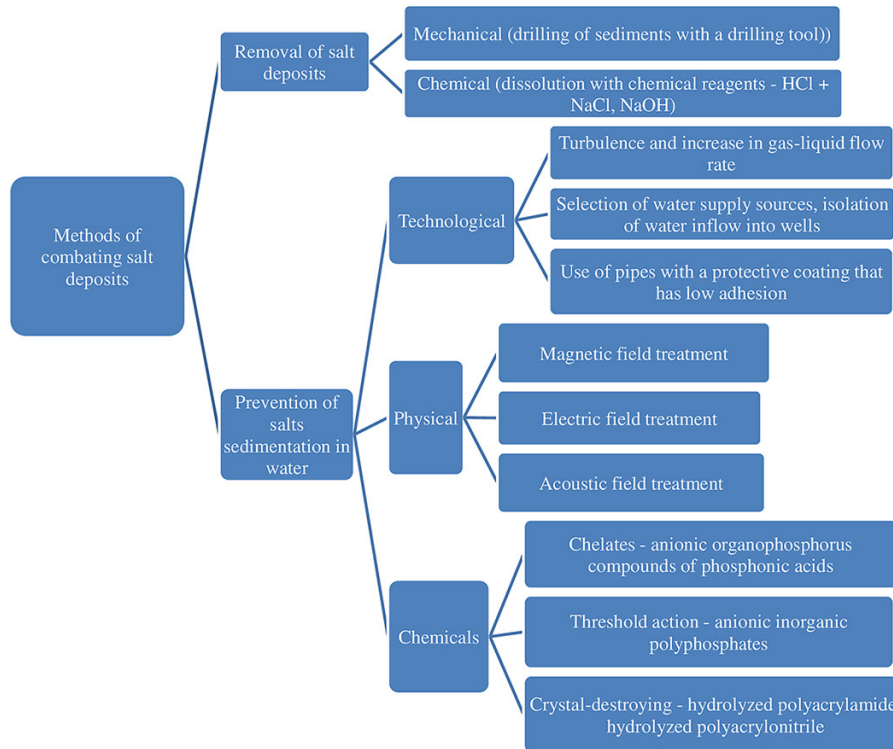 Removal of salt
deposits
Mechanical (drilling of sediments with a drilling tool))
Chemical (dissolution with chemical reagents - HCl +
NaCl, NaOH)
Methods of
combating salt
deposits
Prevention of
salts
sedimentation in
water
Technological
Turbulence and increase in gas-liquid flow
rate
Selection of water supply sources, isolation
of water inflow into wells
Use of pipes with a protective coating that
has low adhesion
Physical
Magnetic field treatment
Electric field treatment
Acoustic field treatment
Chemicals
Chelates - anionic organophosphorus
compounds of phosphonic acids
Threshold action - anionic inorganic
polyphosphates
Crystal-destroying - hydrolyzed polyacrylamide
hydrolyzed polyacrylonitrile